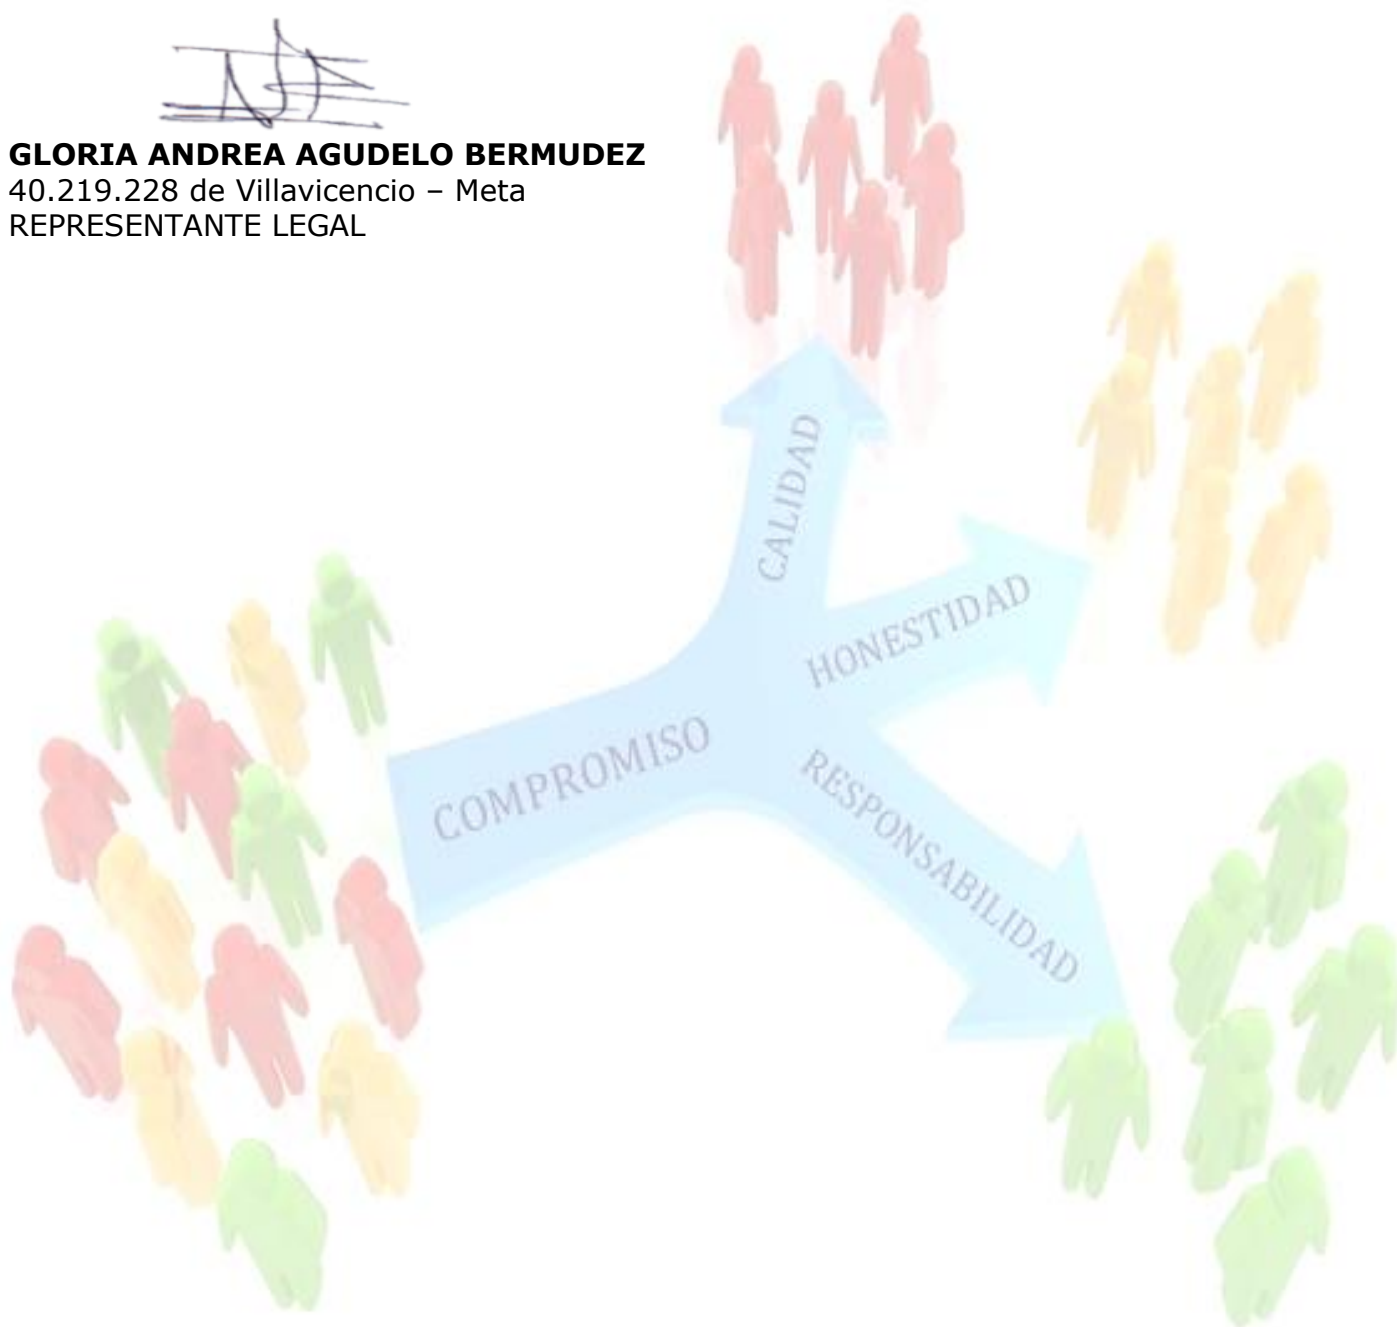 GLORIA ANDREA AGUDELO BERMUDEZ
40.219.228 de Villavicencio – Meta
REPRESENTANTE LEGAL
CALIDAD
HONESTIDAD
COMPROMISO
RESPONSABILIDAD